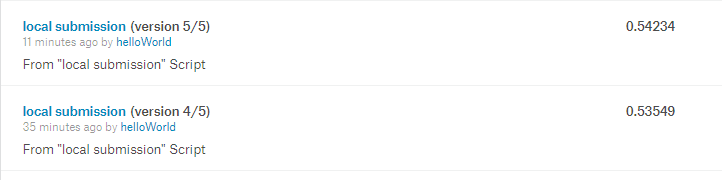 local submission (version 5/5) 0.54234
11 minutes ago by helloWorld
From "local submission" Script
local submission (version 4/5) 0.53549
35 minutes ago by helloWorld
From "local submission" Script